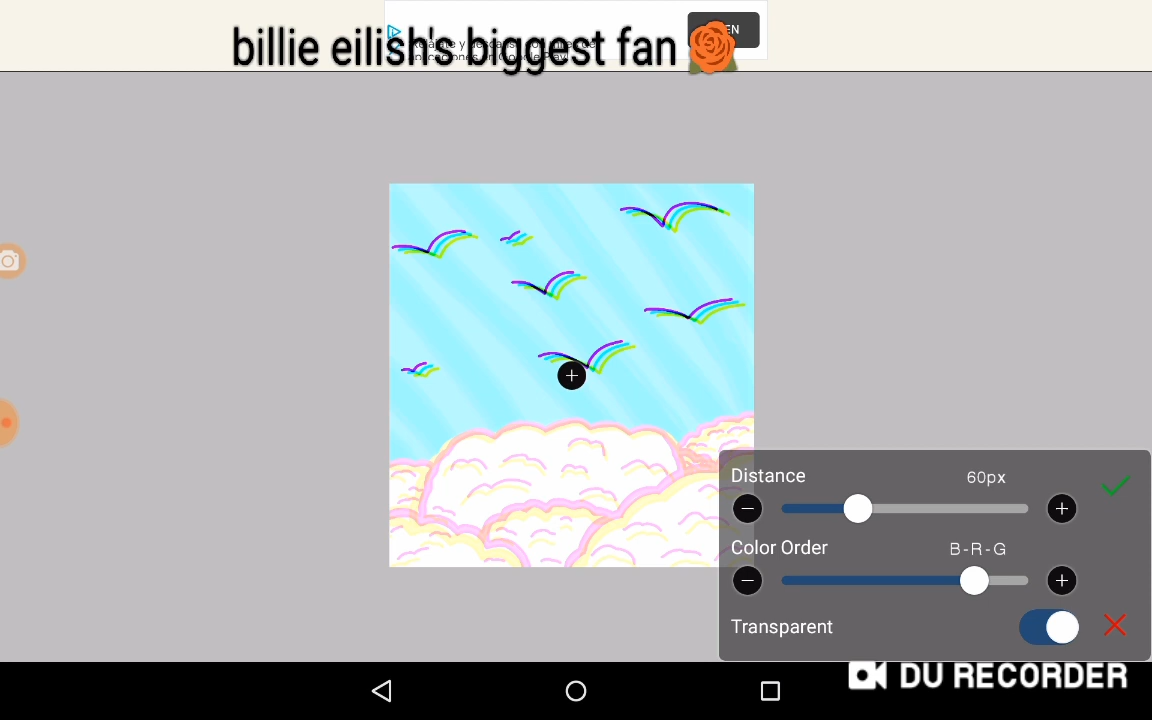 billie eilish's biggest fan
Distance 60px
Color Order B-R-G
Transparent
DU RECORDER